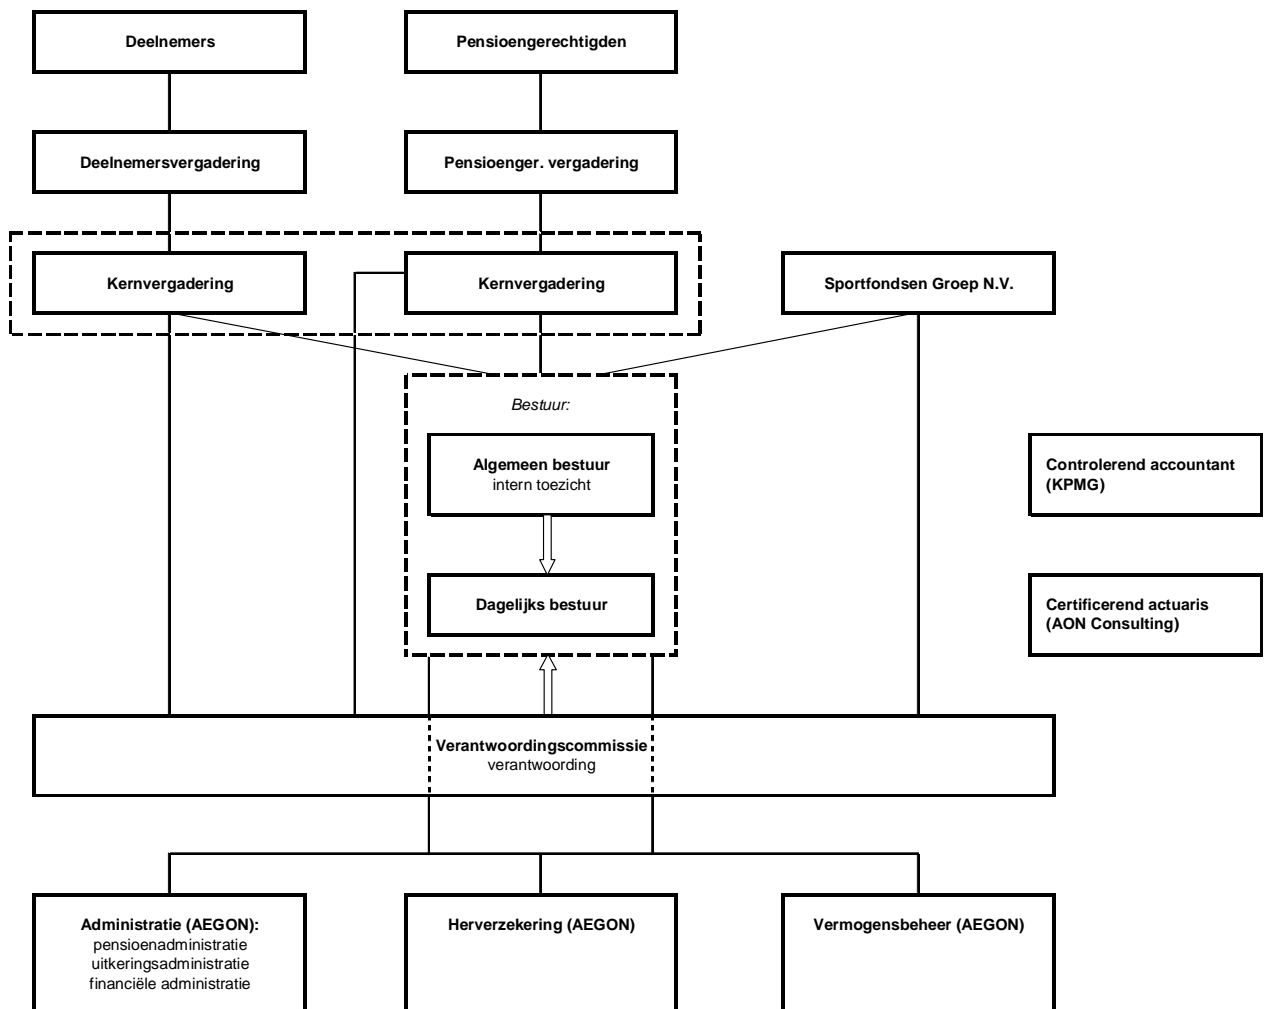 Deelnemers
Pensioengerechtigden
Deelnemersvergadering
Pensioenger. vergadering
Kernvergadering
Kernvergadering
Sportfondsen Groep N.V.
Bestuur:
Algemeen bestuur
intern toezicht
Controlerend accountant
(KPMG)
Dagelijks bestuur
Certificerend actuaris
(AON Consulting)
Verantwoordingscommissie
verantwoording
Administratie (AEGON):
pensioenadministratie
uitkeringsadministratie
financiële administratie
Herverzekering (AEGON)
Vermogensbeheer (AEGON)